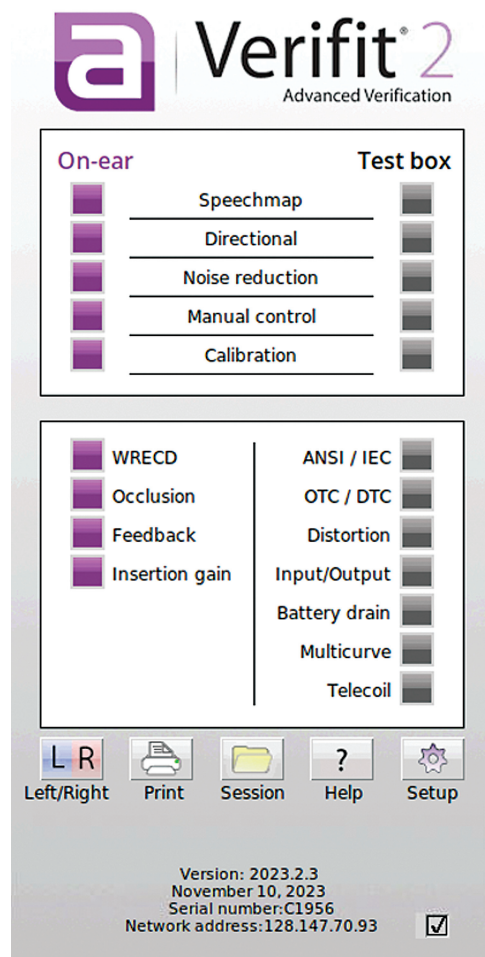 a Verifit® 2
Advanced Verification
On-ear Test box
Speechmap
Directional
Noise reduction
Manual control
Calibration
WRECD ANSI / IEC
Occlusion OTC / DTC
Feedback Distortion
Insertion gain Input/Output
Battery drain
Multicurve
Telecoil
L R ?
Left/Right Print Session Help Setup
Version: 2023.2.3
November 10, 2023
Serial number:C1956
Network address:128.147.70.93